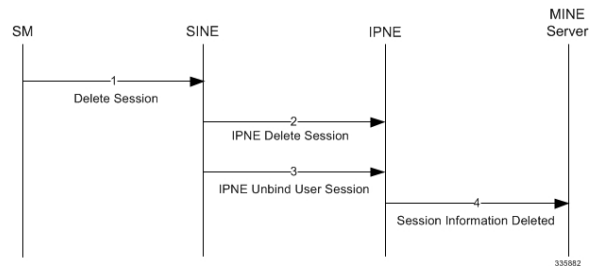 SM
SINE
IPNE
MINE
Server
1
Delete Session
2
IPNE Delete Session
3
IPNE Unbind User Session
4
Session Information Deleted
335882